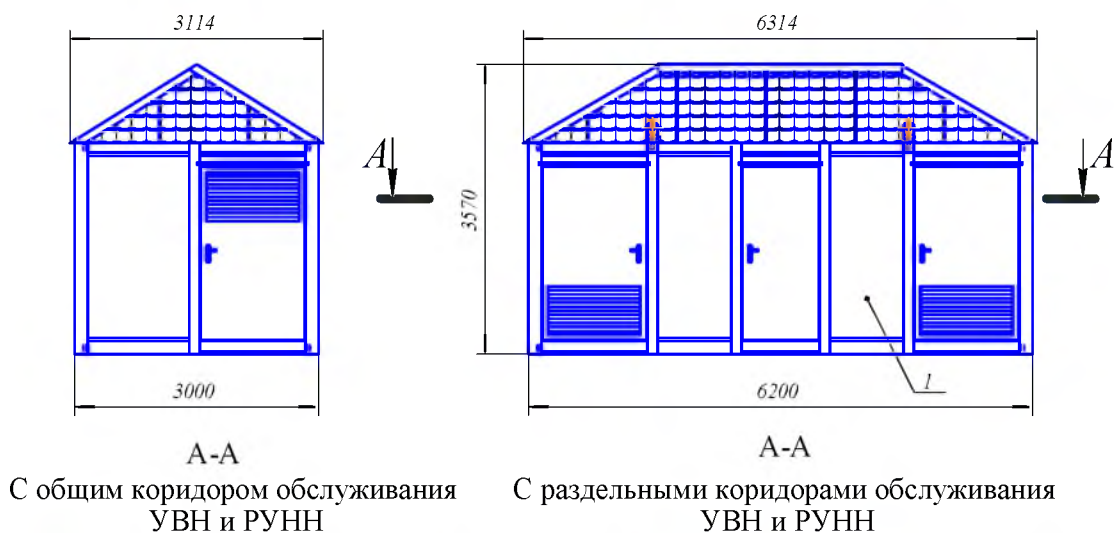 3114
6314
A
A
3570
1
3000
6200
А-А
А-А
С общим коридором обслуживания
УВН и РУНН
С раздельными коридорами обслуживания
УВН и РУНН